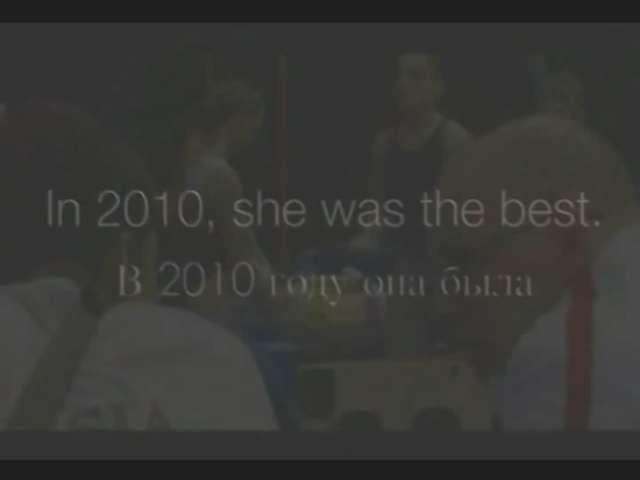 In 2010, she was the best.
В 2010 году она была